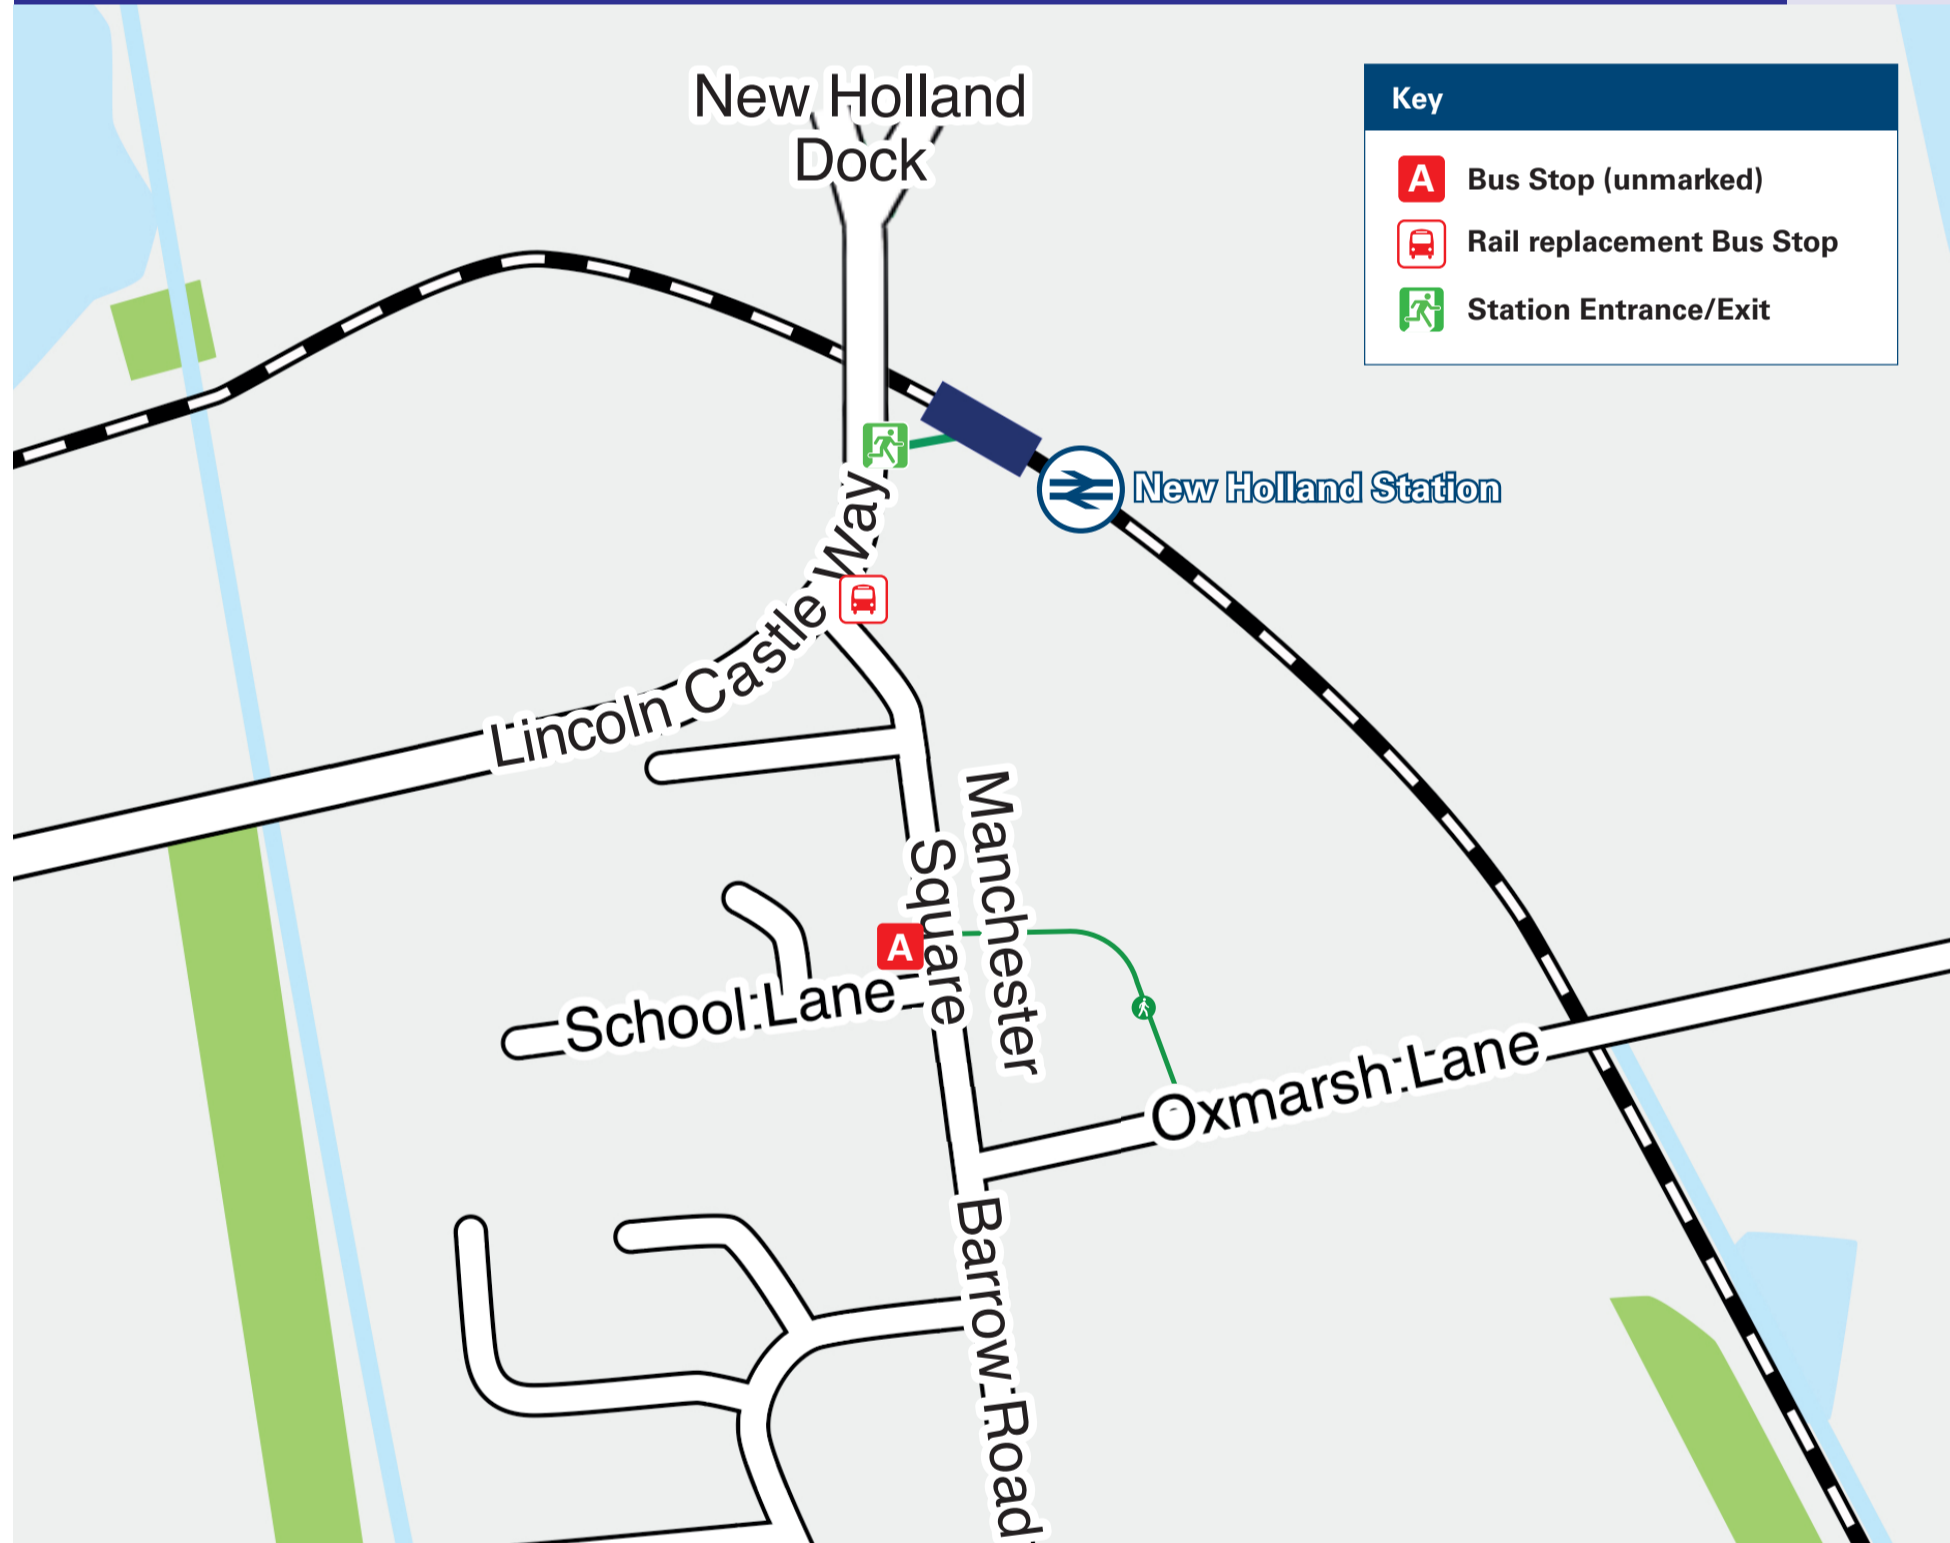 New Holland
Dock
Key
A Bus Stop (unmarked)
Rail replacement Bus Stop
Station Entrance/Exit
New Holland Station
Lincoln Castle Way
Manchester
Square
A
School Lane
Oxmarsh Lane
Barrow Road